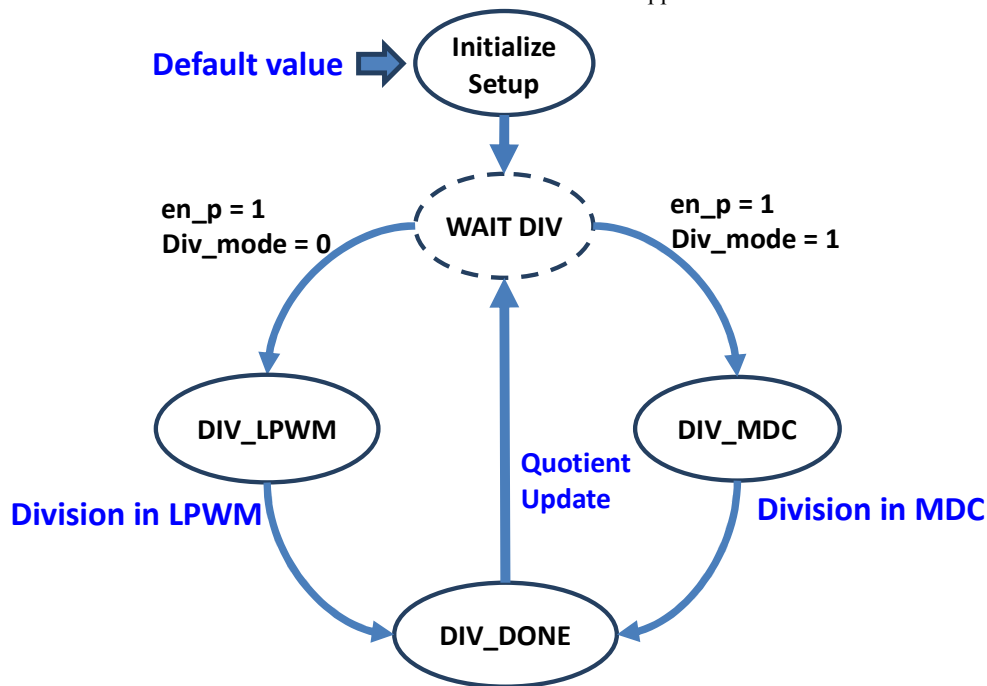 Initialize
Setup
Default value
WAIT DIV
en_p = 1
Div_mode = 0
en_p = 1
Div_mode = 1
DIV_LPWM
DIV_MDC
Quotient
Update
Division in LPWM
Division in MDC
DIV_DONE